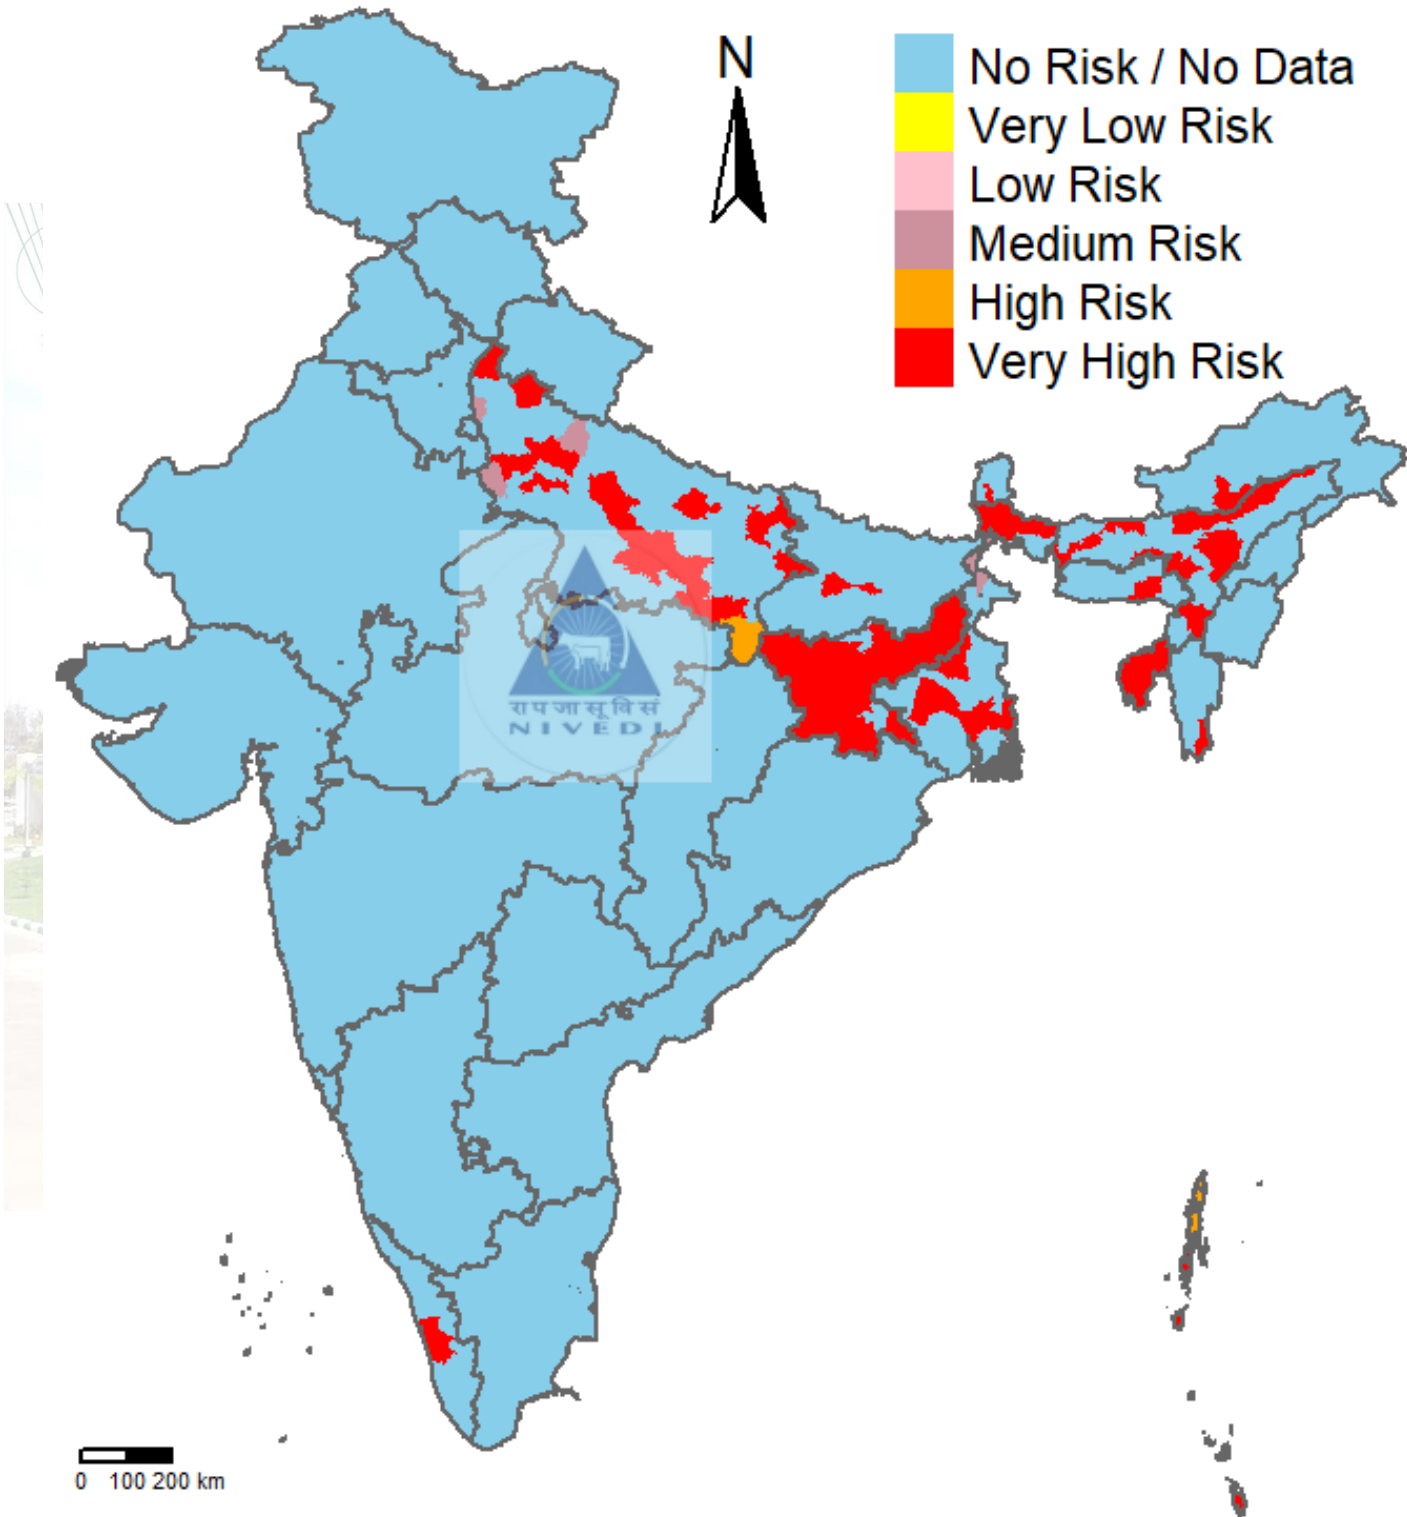 N
No Risk / No Data
Very Low Risk
Low Risk
Medium Risk
High Risk
Very High Risk
रापजासूविसं
NIVEDI
0 100 200 km